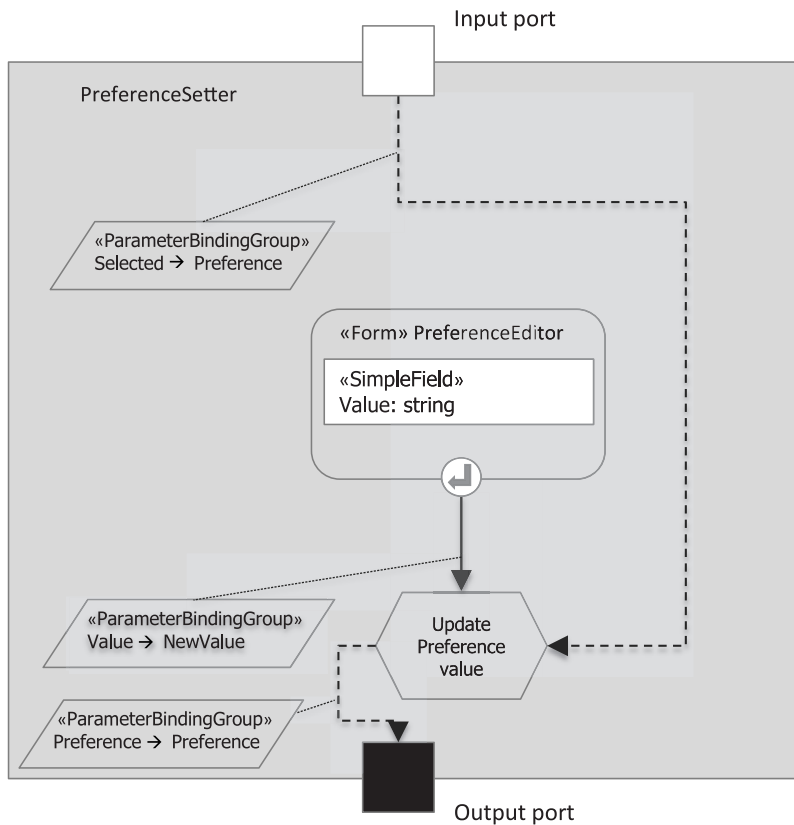 Input port
PreferenceSetter
«ParameterBindingGroup»
Selected → Preference
«Form» PreferenceEditor
«SimpleField»
Value: string
«ParameterBindingGroup»
Value → NewValue
Update
Preference
value
«ParameterBindingGroup»
Preference → Preference
Output port